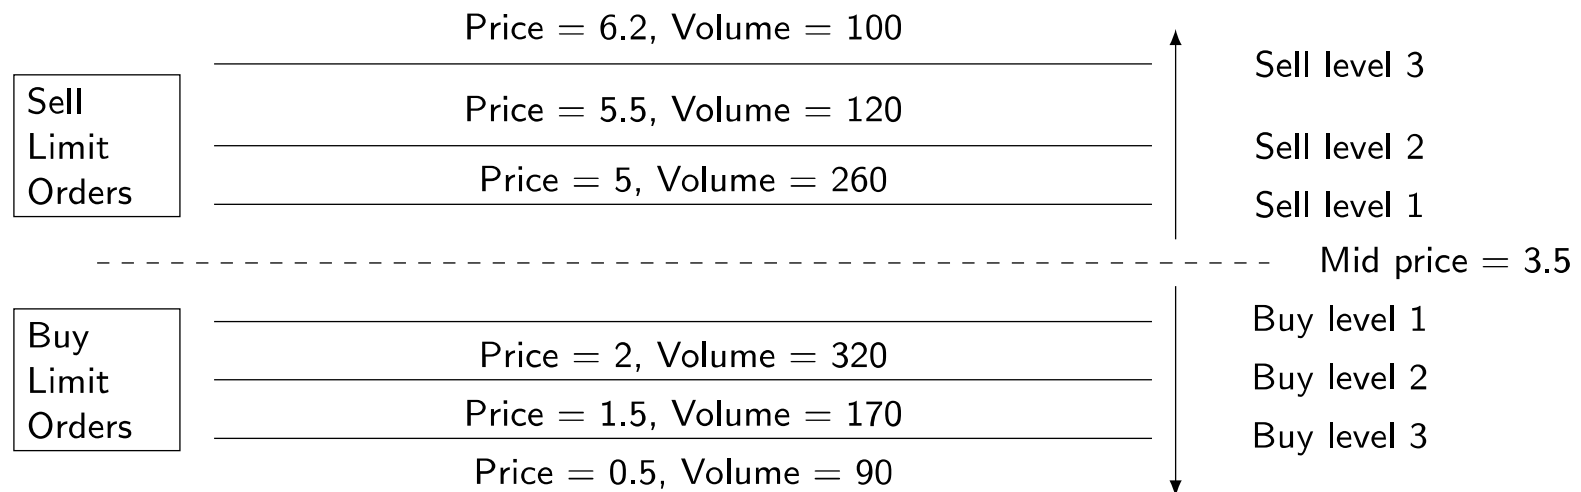 Price = 6.2, Volume = 100
Sell level 3
Sell
Limit
Orders
Price = 5.5, Volume = 120
Sell level 2
Price = 5, Volume = 260
Sell level 1
Mid price = 3.5
Buy
Limit
Orders
Buy level 1
Price = 2, Volume = 320
Buy level 2
Price = 1.5, Volume = 170
Buy level 3
Price = 0.5, Volume = 90